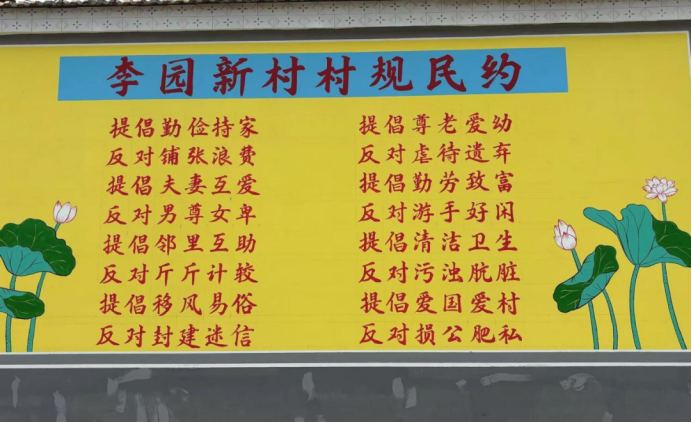 李园新村村规民约
提倡勤俭持家
反对铺张浪费
提倡夫妻互爱
反对男尊女卑
提倡邻里互助
反对斤斤计较
提倡移风易俗
反对封建迷信
提倡尊老爱幼
反对虐待遗弃
提倡勤劳致富
反对游手好闲
提倡清洁卫生
反对污浊肮脏
提倡爱国爱村
反对损公肥私